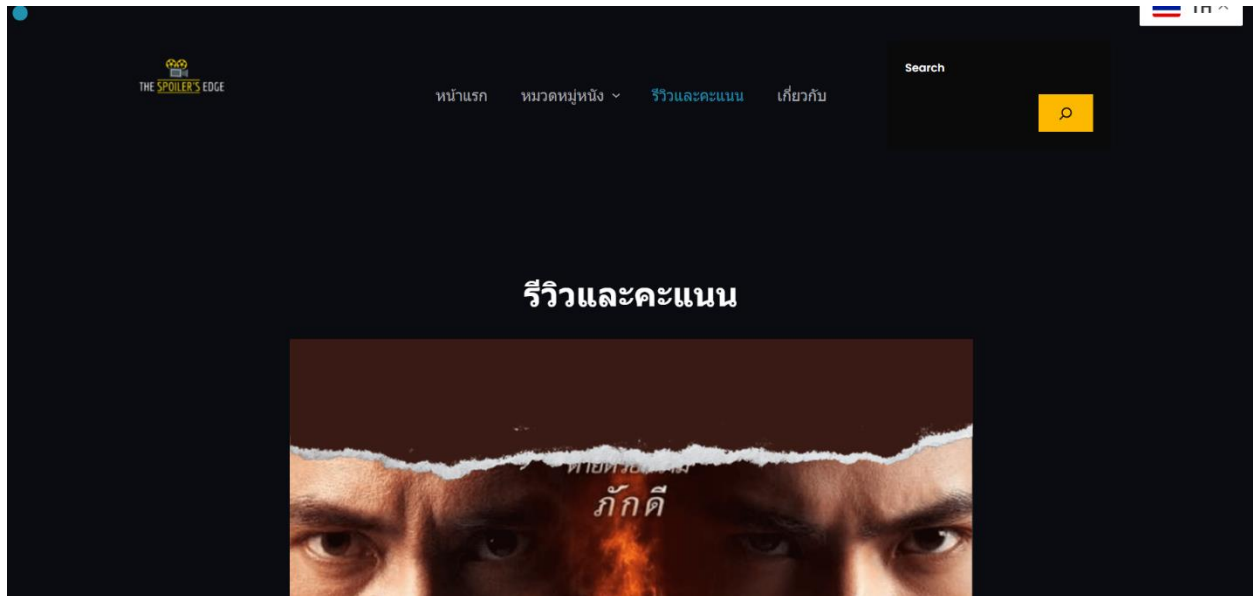 TH
THE SPOILER'S EDGE
หน้าแรก
หมวดหมู่หนัง
รีวิวและคะแนน
เกี่ยวกับ
Search
รีวิวและคะแนน
ภักดี